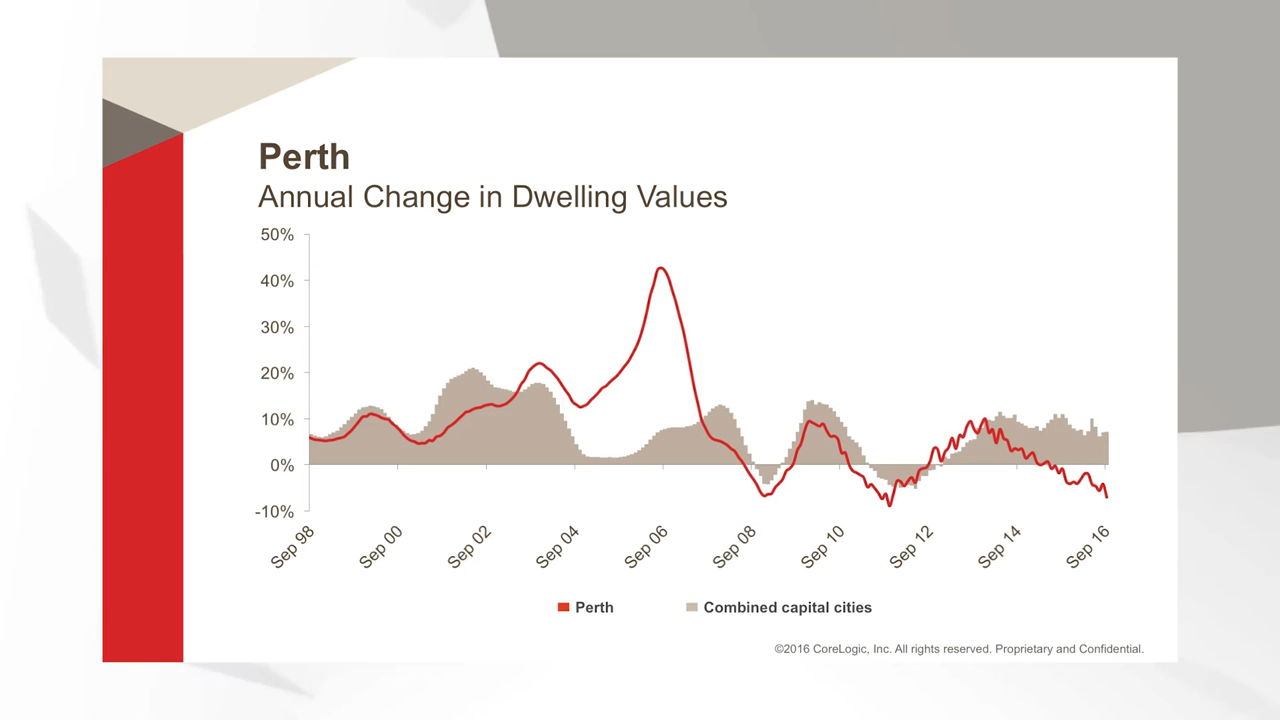 Perth
Annual Change in Dwelling Values
50%
40%
30%
20%
10%
0%
-10%
Sep 98
Sep 00
Sep 02
Sep 04
Sep 06
Sep 08
Sep 10
Sep 12
Sep 14
Sep 16
Perth
Combined capital cities
©2016 CoreLogic, Inc. All rights reserved. Proprietary and Confidential.